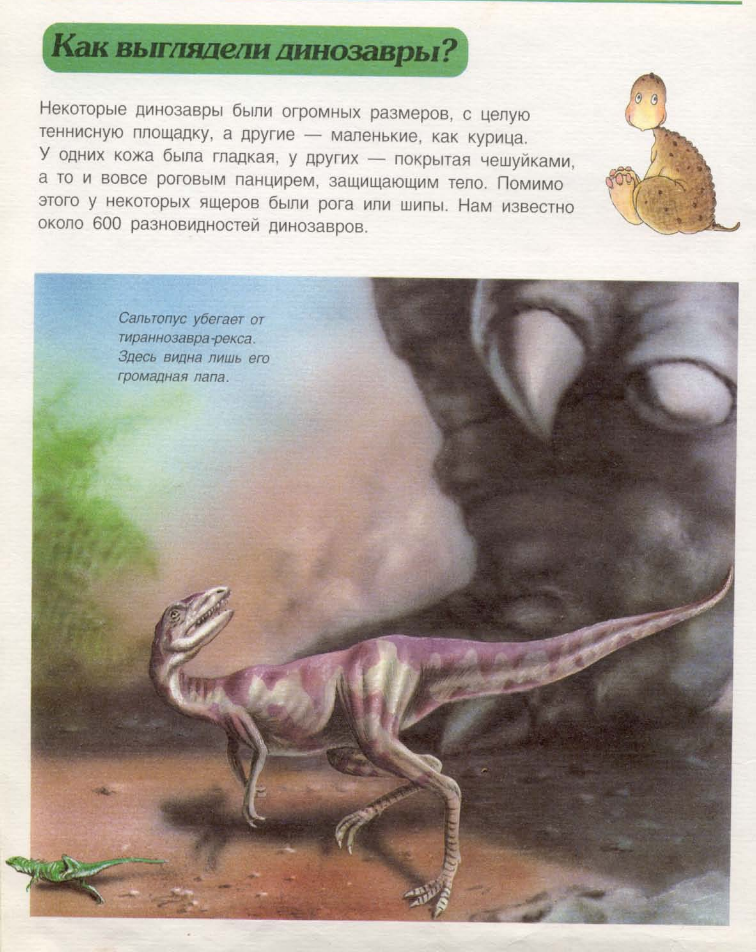 Как выглядели динозавры?
Некоторые динозавры были огромных размеров, с целую
теннисную площадку, а другие — маленькие, как курица.
У одних кожа была гладкая, у других — покрытая чешуйками,
а то и вовсе роговым панцирем, защищающим тело. Помимо
этого у некоторых ящеров были рога или шипы. Нам известно
около 600 разновидностей динозавров.
Сальтопус убегает от
тираннозавра-рекса.
Здесь видна лишь его
громадная лапа.